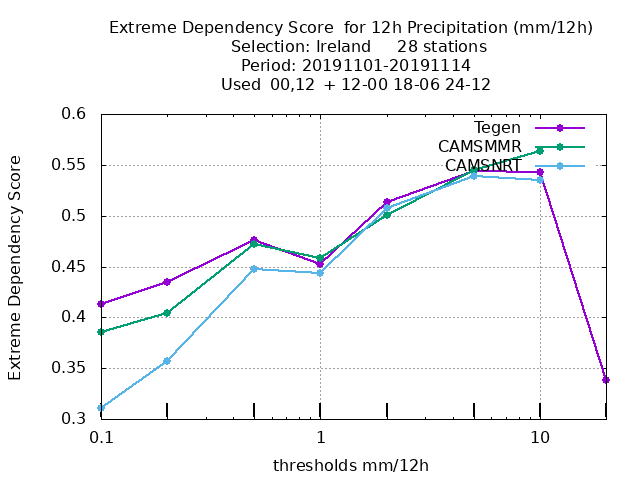 Extreme Dependency Score  for 12h Precipitation (mm/12h)
Selection: Ireland     28 stations
Period: 20191101-20191114
Used  00,12  + 12-00 18-06 24-12
Extreme Dependency Score
0.6
0.55
0.5
0.45
0.4
0.35
0.3
Tegen
CAMSMMR
CAMSNRT
0.1
1
10
thresholds mm/12h